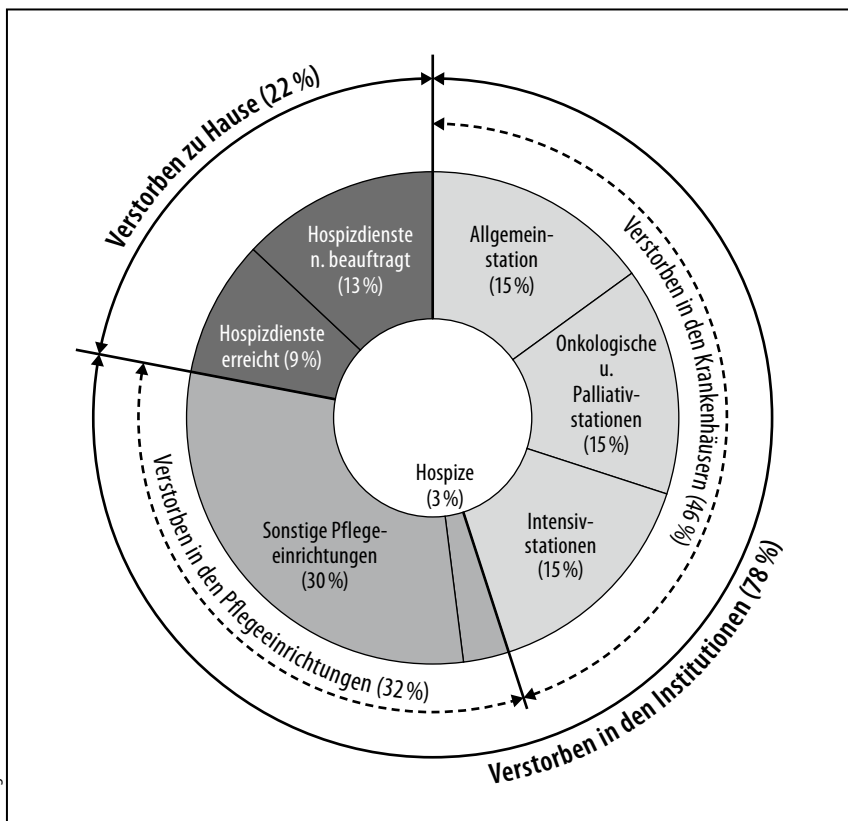 Verstorben zu Hause (22 %)
Hospizdienste
n. beauftragt
(13 %)
Hospizdienste
erreicht (9 %)
Allgemein-
station
(15 %)
Onkologische
u.
Palliativ-
stationen
(15 %)
Intensiv-
stationen
(15 %)
Hospize
(3 %)
Sonstige Pflege-
einrichtungen
(30 %)
Verstorben in den Krankenhäusern (46 %)
Verstorben in den Pflegeeinrichtungen (32 %)
Verstorben in den Institutionen (78 %)